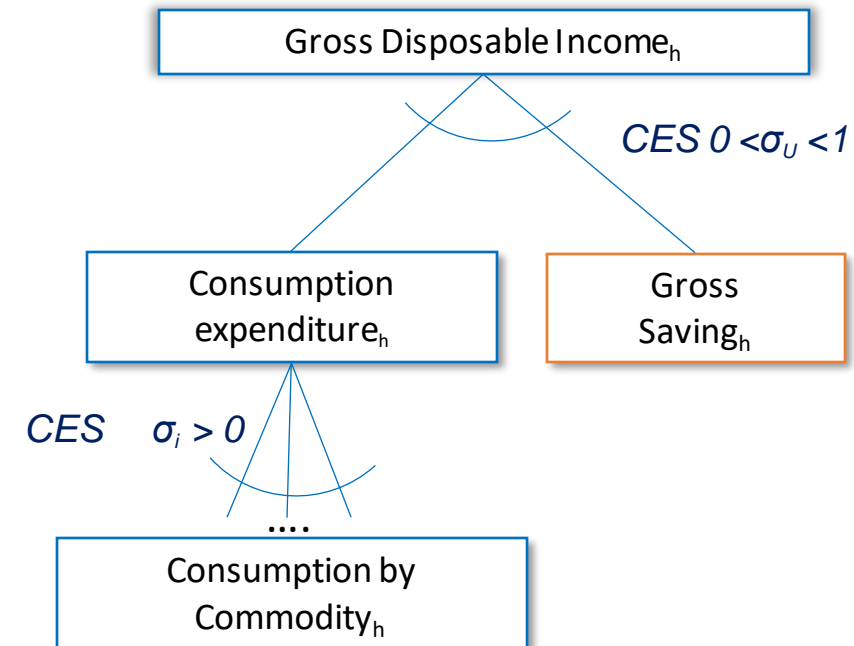 Gross Disposable Incomeₕ
CES 0 <σᵤ <1
Consumption
expenditureₕ
Gross
Savingₕ
CES σᵢ > 0
....
Consumption by
Commodityₕ